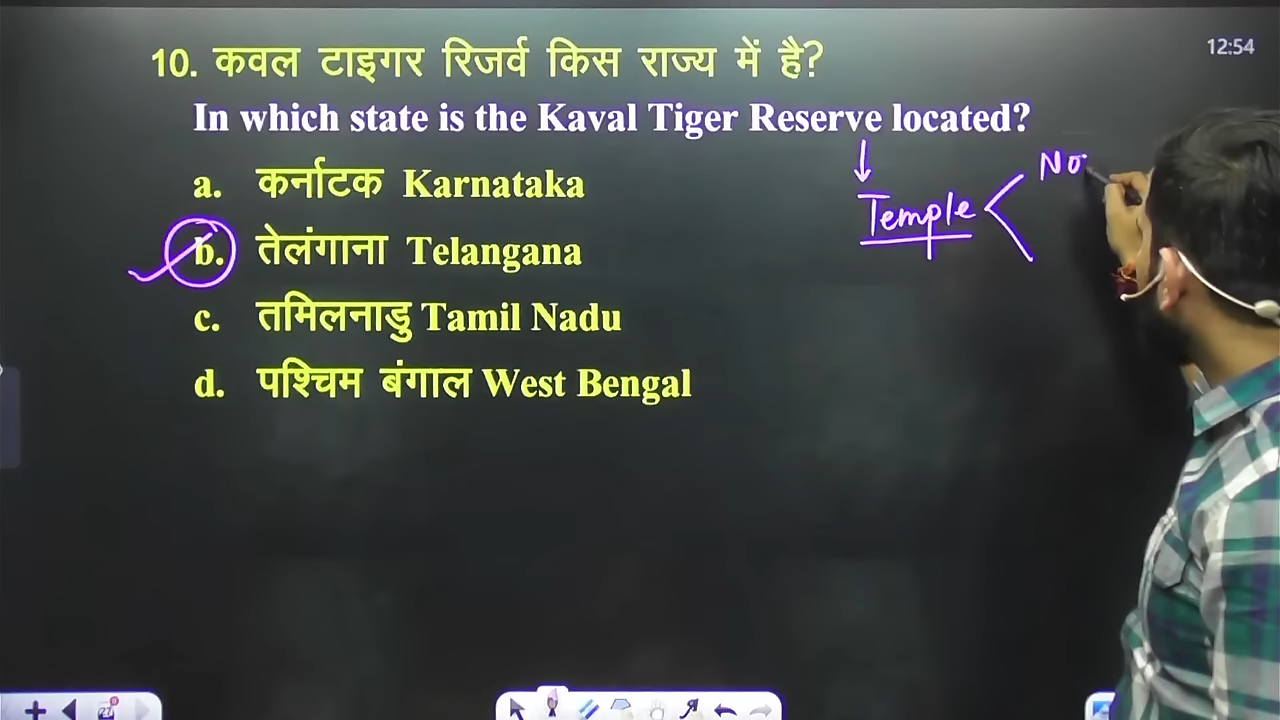 10. कवल टाइगर रिजर्व किस राज्य में है?
12:54
In which state is the Kaval Tiger Reserve located?
a. कर्नाटक Karnataka
No
Temple
b. तेलंगाना Telangana
c. तमिलनाडु Tamil Nadu
d. पश्चिम बंगाल West Bengal